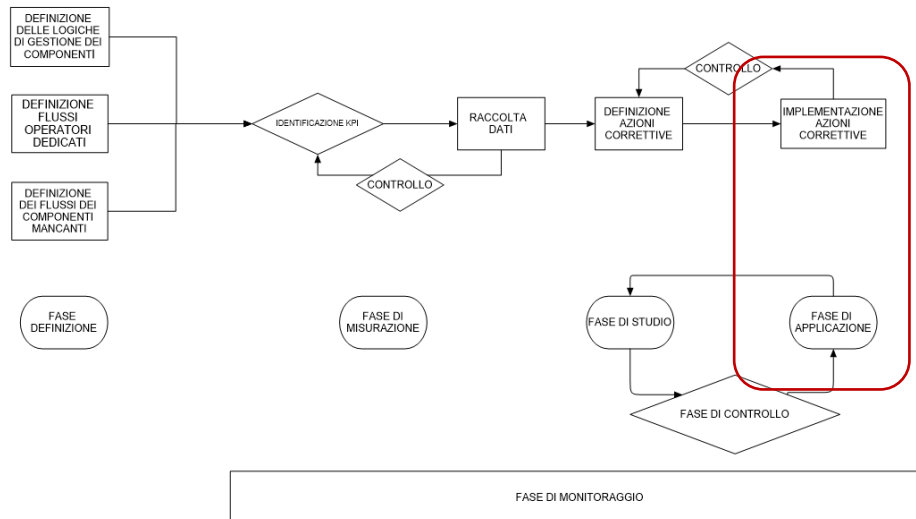 DEFINIZIONE
DELLE LOGICHE
DI GESTIONE DEI
COMPONENTI
DEFINIZIONE
FLUSSI
OPERATORI
DEDICATI
DEFINIZIONE
DEI FLUSSI DEI
COMPONENTI
MANCANTI
IDENTIFICAZIONE KPI
CONTROLLO
RACCOLTA
DATI
CONTROLLO
DEFINIZIONE
AZIONI
CORRETTIVE
IMPLEMENTAZIONE
AZIONI
CORRETTIVE
FASE
DEFINIZIONE
FASE DI
MISURAZIONE
FASE DI STUDIO
FASE DI
APPLICAZIONE
FASE DI CONTROLLO
FASE DI MONITORAGGIO